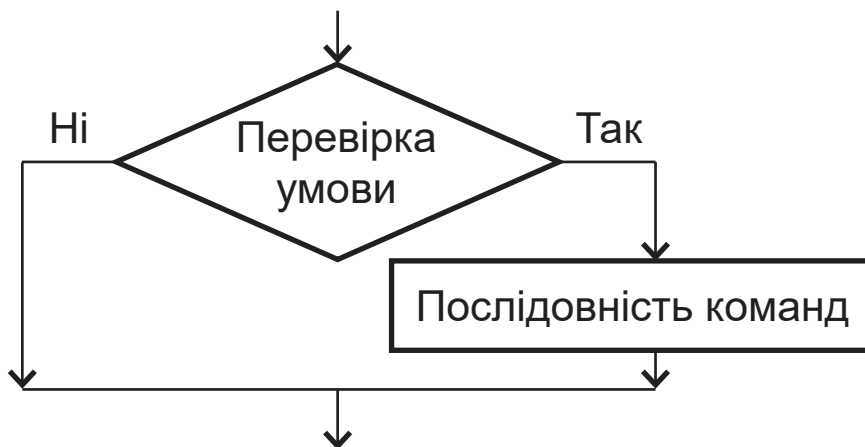 Ні
Перевірка
умови
Так
Послідовність команд